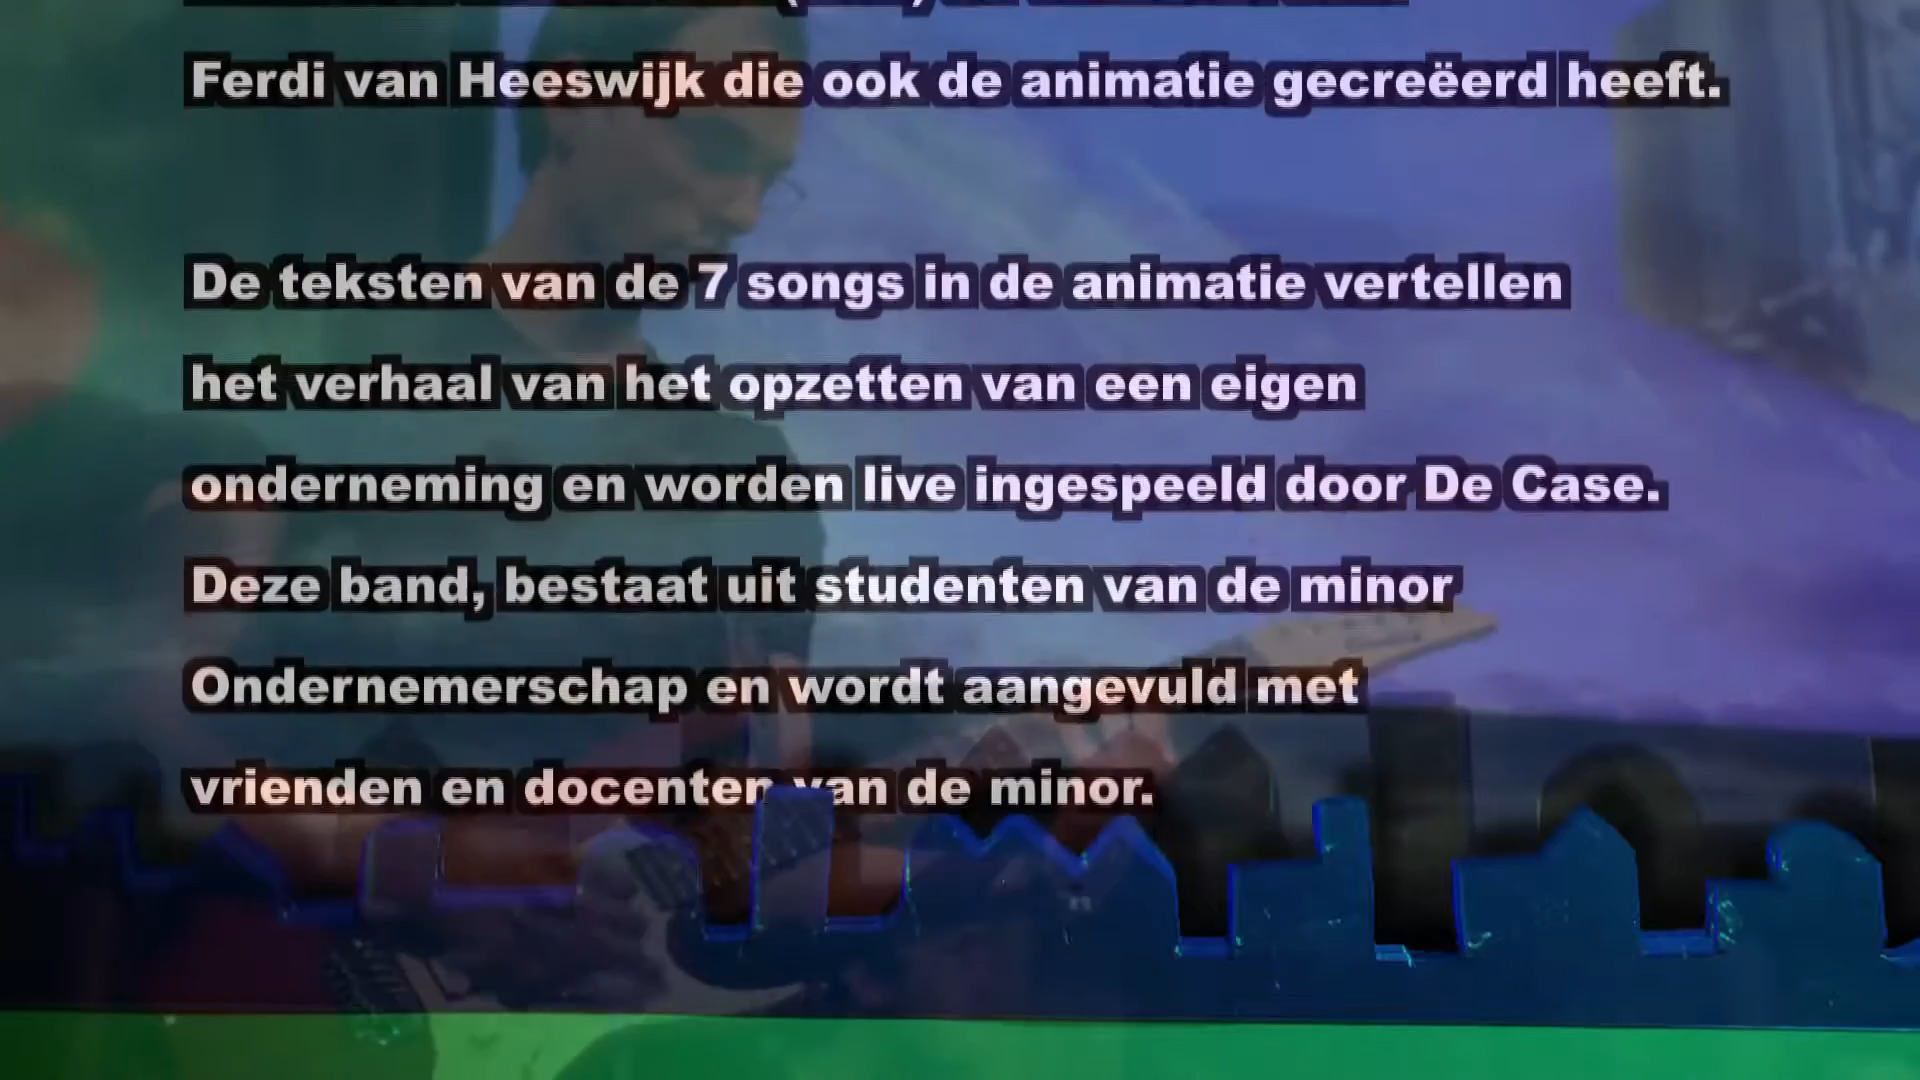 Ferdi van Heeswijk die ook de animatie gecreëerd heeft.
De teksten van de 7 songs in de animatie vertellen
het verhaal van het opzetten van een eigen
onderneming en worden live ingespeeld door De Case.
Deze band, bestaat uit studenten van de minor
Ondernemerschap en wordt aangevuld met
vrienden en docenten van de minor.